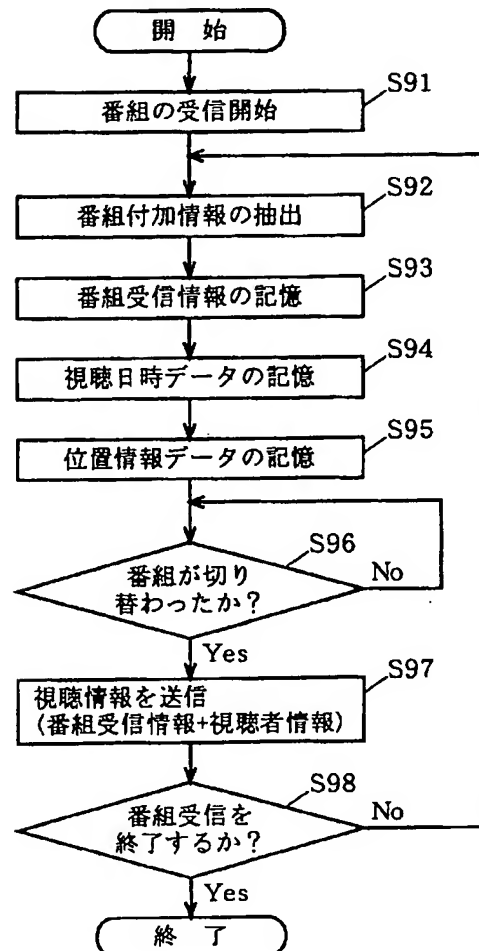 開 始
S91
番組の受信開始
S92
番組付加情報の抽出
S93
番組受信情報の記憶
S94
視聴日時データの記憶
S95
位置情報データの記憶
S96
番組が切り
替わったか?
No
Yes
S97
視聴情報を送信
(番組受信情報+視聴者情報)
S98
番組受信を
終了するか?
No
Yes
終 了